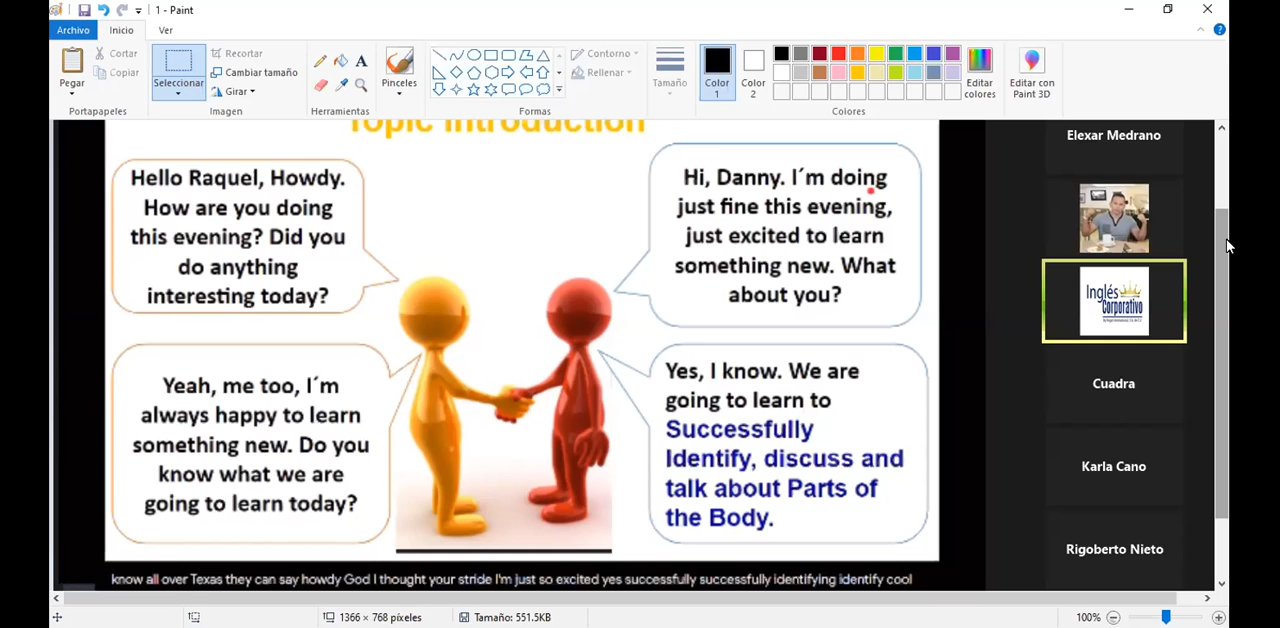 1 - Paint
Archivo
Inicio
Ver
Pegar
Cortar
Copiar
Portapapeles
Seleccionar
Recortar
Cambiar tamaño
Girar
Imagen
A
Herramientas
Pinceles
Contorno
Rellenar
Formas
Tamaño
Color
1
Color
2
Editar
colores
Editar con
Paint 3D
Colores
Topic Introduction
Hello Raquel, Howdy.
How are you doing
this evening? Did you
do anything
interesting today?
Hi, Danny. I´m doing
just fine this evening,
just excited to learn
something new. What
about you?
Yeah, me too, I´m
always happy to learn
something new. Do you
know what we are
going to learn today?
Yes, I know. We are
going to learn to
Successfully
Identify, discuss and
talk about Parts of
the Body.
know all over Texas they can say howdy God I thought your stride I'm just so excited yes successfully successfully identifying identify cool
Elexar Medrano
Inglés
Corporativo
Cuadra
Karla Cano
Rigoberto Nieto
1366 × 768 píxeles
Tamaño: 551.5KB
100%